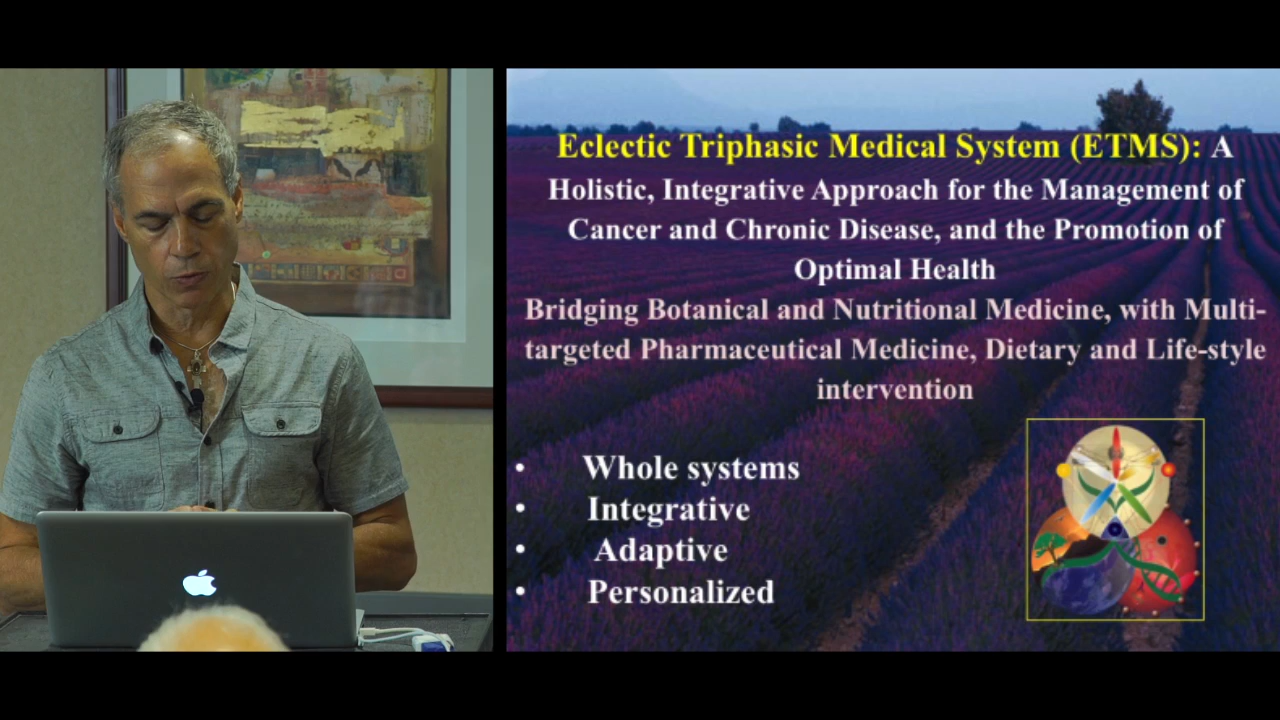 Eclectic Triphasic Medical System (ETMS): A
Holistic, Integrative Approach for the Management of
Cancer and Chronic Disease, and the Promotion of
Optimal Health
Bridging Botanical and Nutritional Medicine, with Multi-
targeted Pharmaceutical Medicine, Dietary and Life-style
intervention
• Whole systems
• Integrative
• Adaptive
• Personalized